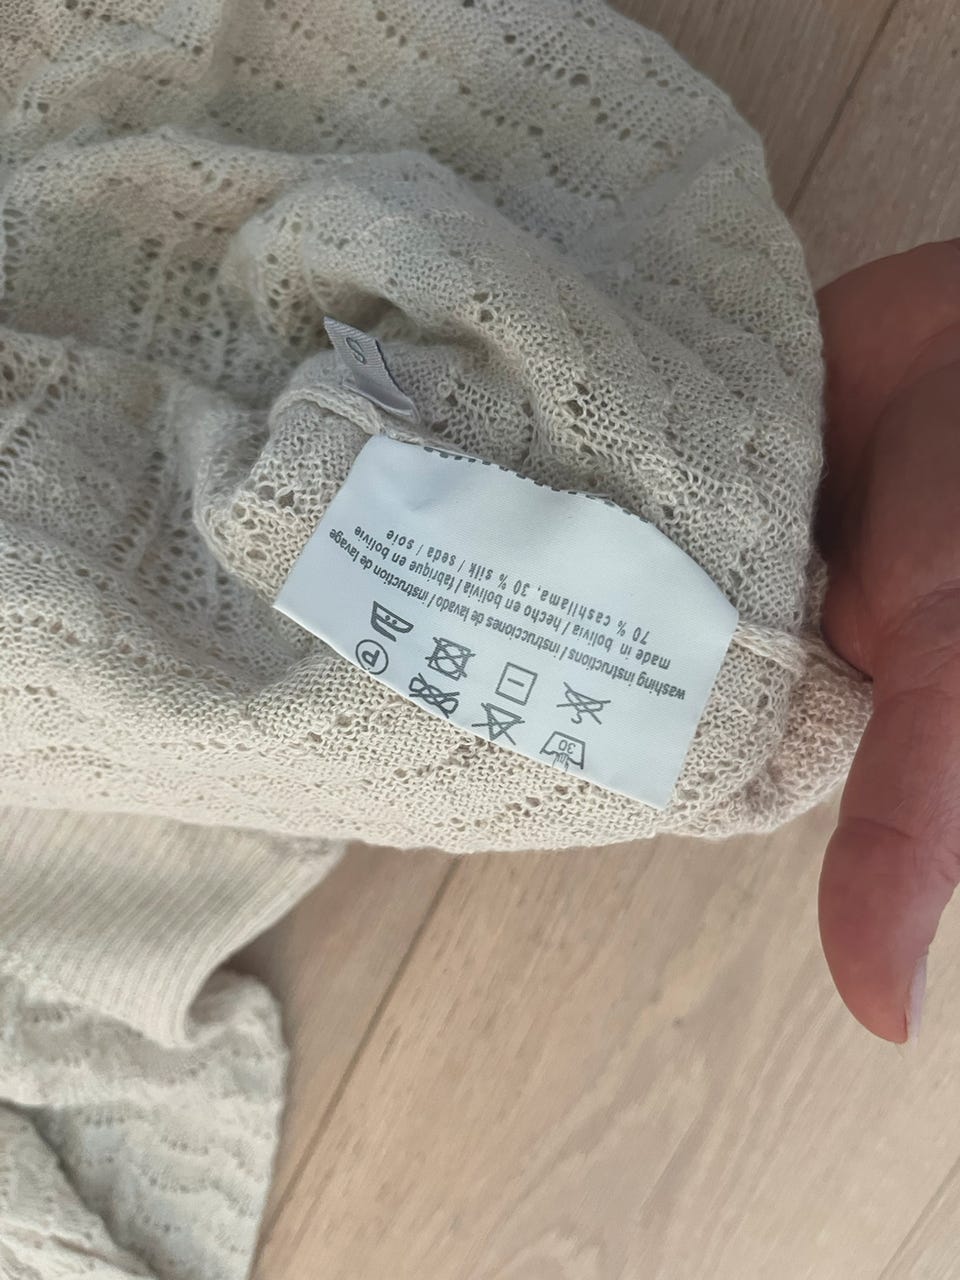 S
70 % cashllama, 30 % silk / seda / soie
made in bolivia / hecho en bolivia / fabrique en bolivie
washing instructions / instrucciones de lavado / instruction de lavage
P
30